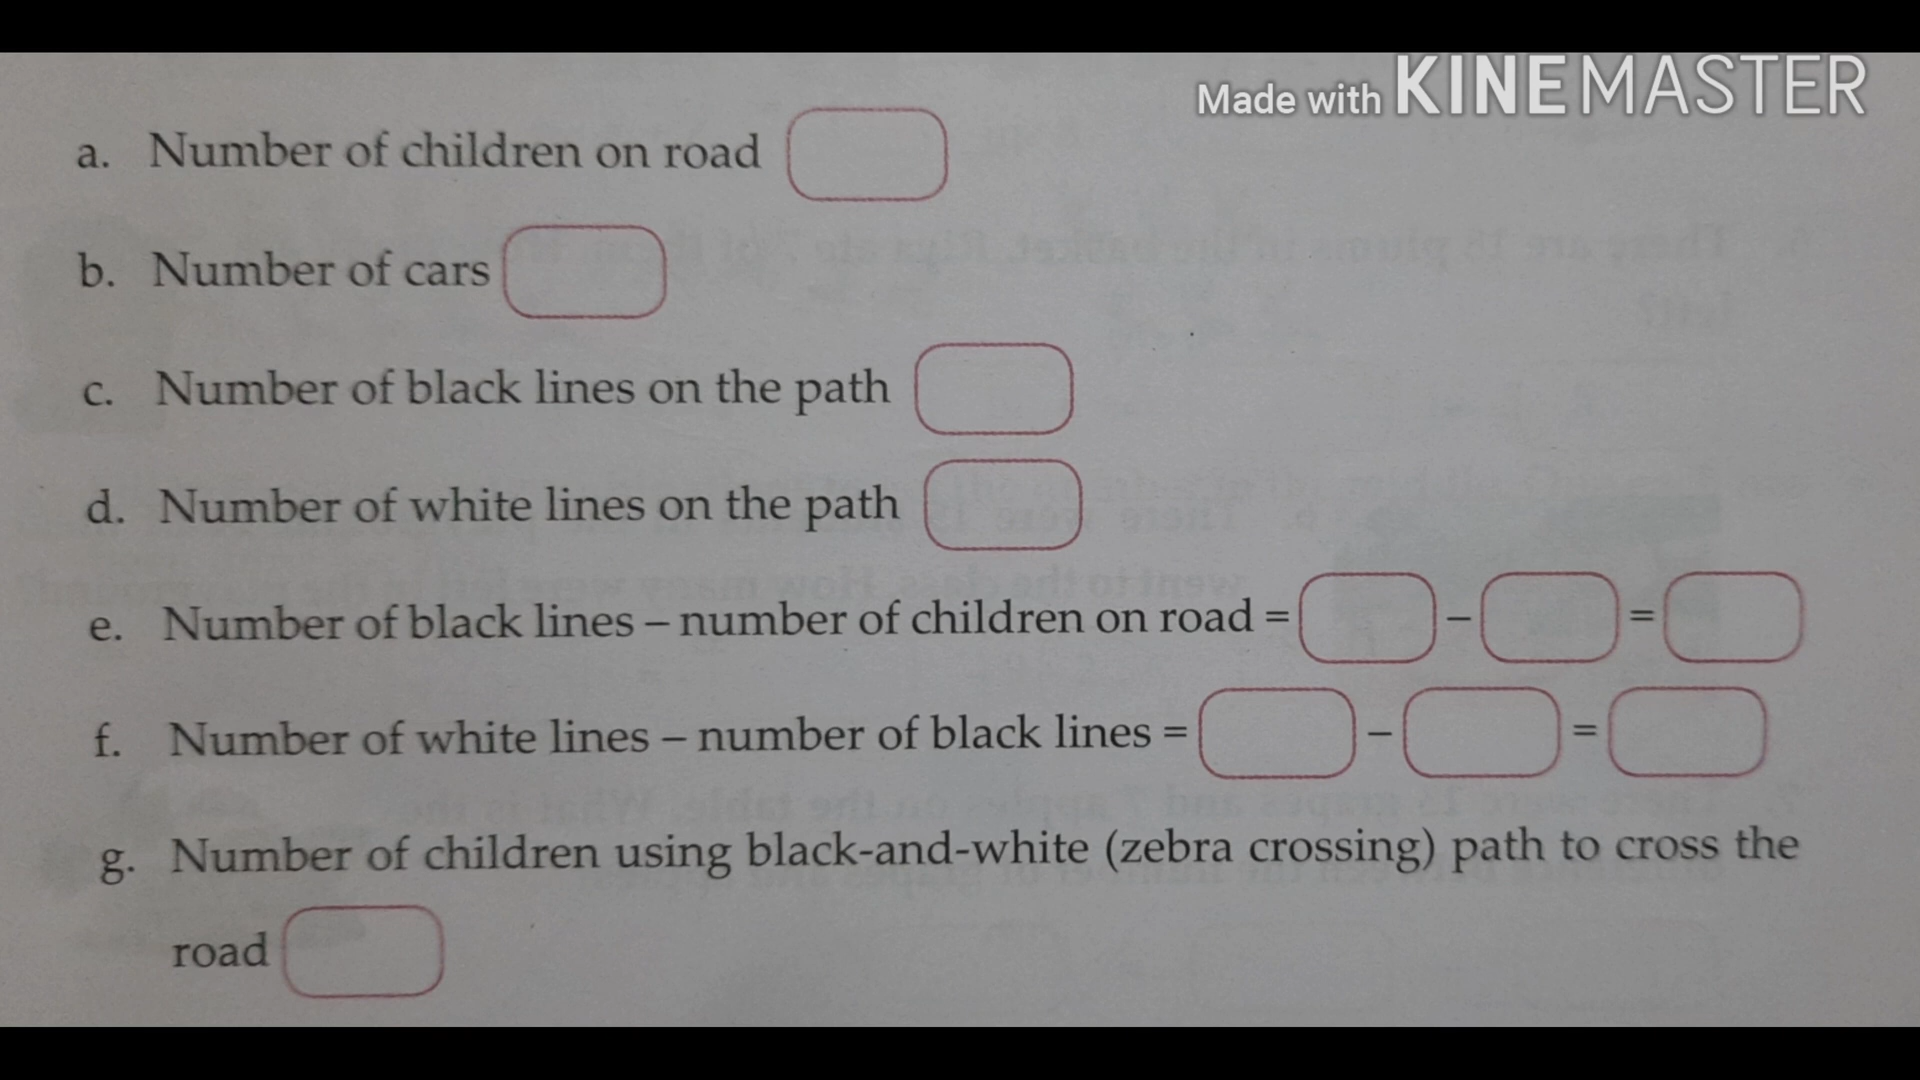 Made with KINEMASTER
a. Number of children on road
b. Number of cars
c. Number of black lines on the path
d. Number of white lines on the path
e. Number of black lines – number of children on road = – =
f. Number of white lines – number of black lines = – =
g. Number of children using black-and-white (zebra crossing) path to cross the
road